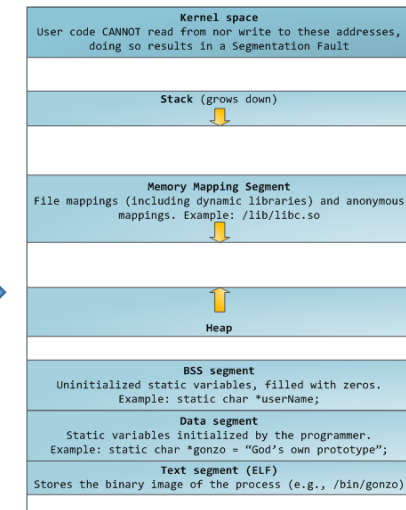 Kernel space
User code CANNOT read from nor write to these addresses,
doing so results in a Segmentation Fault
Stack (grows down)
Memory Mapping Segment
File mappings (including dynamic libraries) and anonymous
mappings. Example: /lib/libc.so
Heap
BSS segment
Uninitialized static variables, filled with zeros.
Example: static char *userName;
Data segment
Static variables initialized by the programmer.
Example: static char *gonzo = “God’s own prototype”;
Text segment (ELF)
Stores the binary image of the process (e.g., /bin/gonzo)